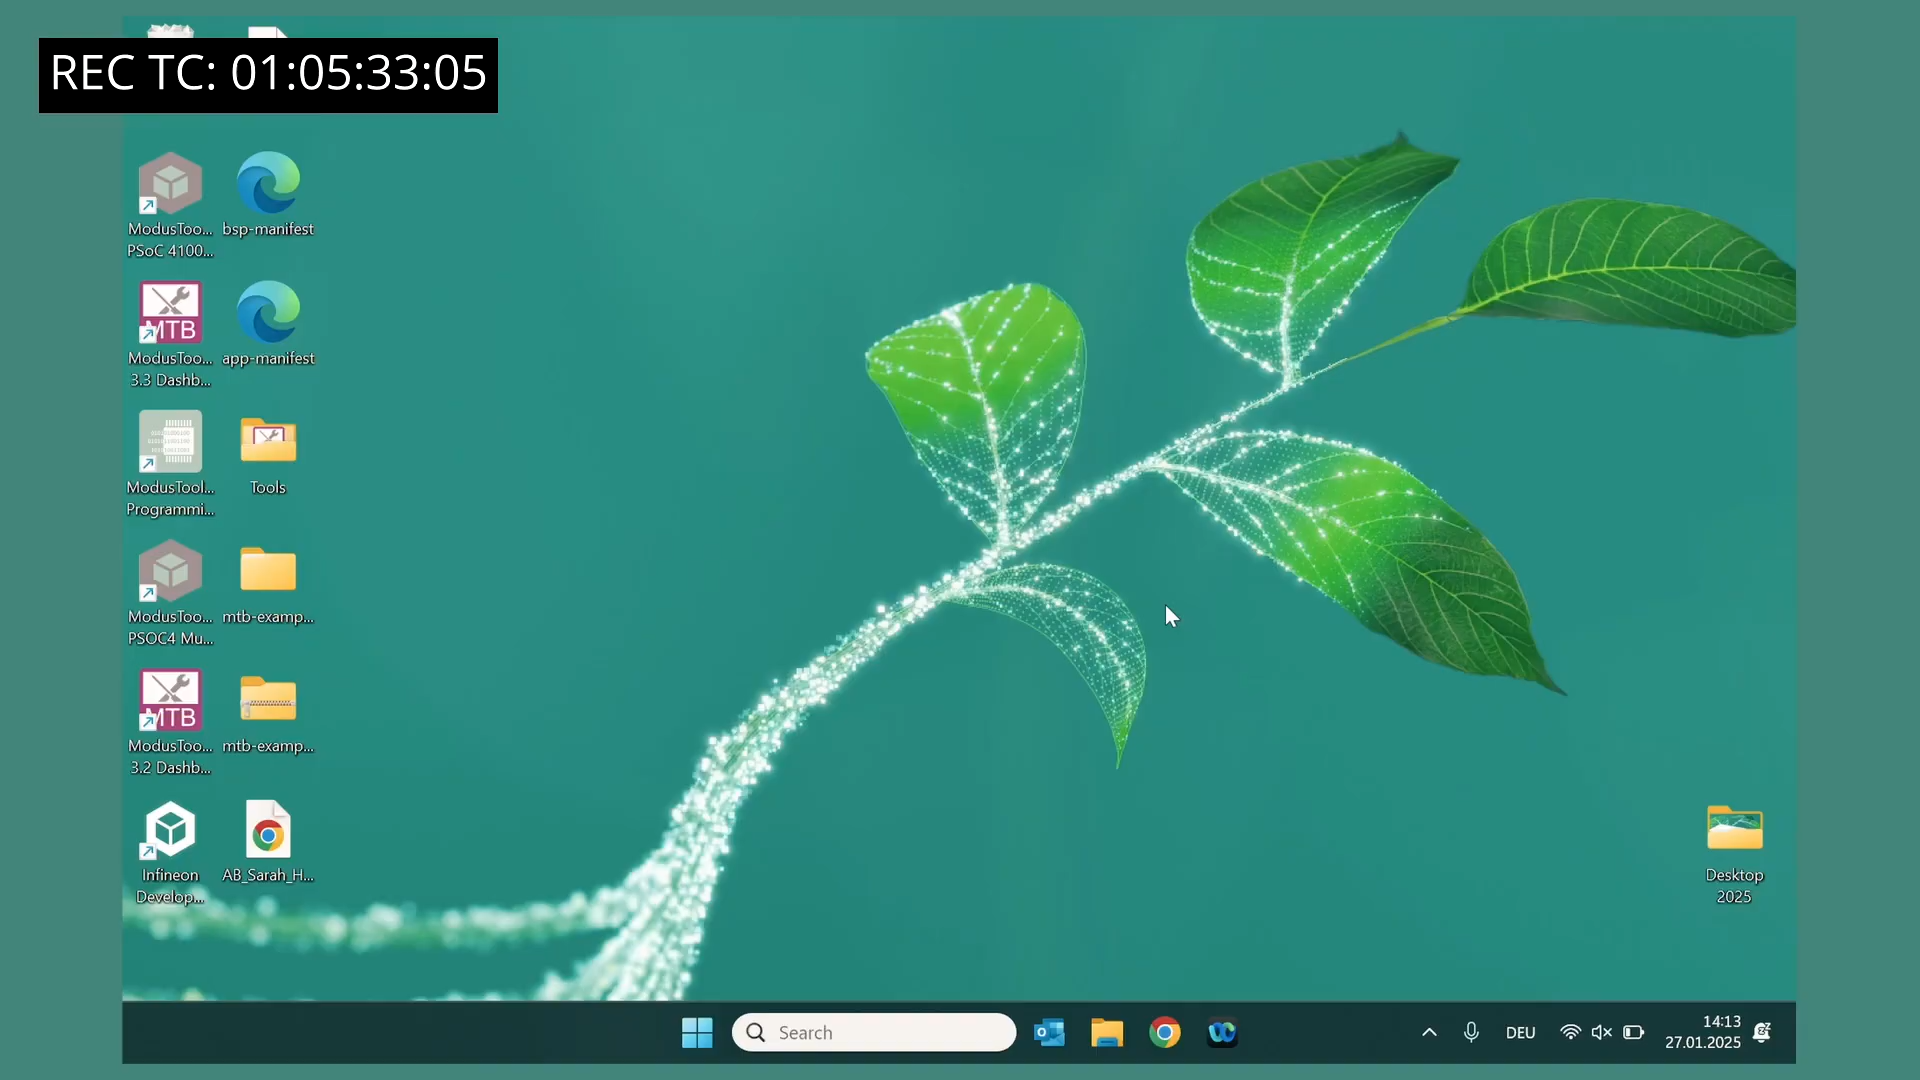 REC TC: 01:05:33:05
ModusToo...
PSoC 4100...
bsp-manifest
MTB
ModusToo...
3.3 Dashb...
app-manifest
ModusTool...
Programmi...
Tools
ModusToo...
PSOC4 Mu...
mtb-examp...
MTB
ModusToo...
3.2 Dashb...
mtb-examp...
Infineon
Develop...
AB_Sarah_H...
Desktop
2025
Search
DEU
14:13
27.01.2025